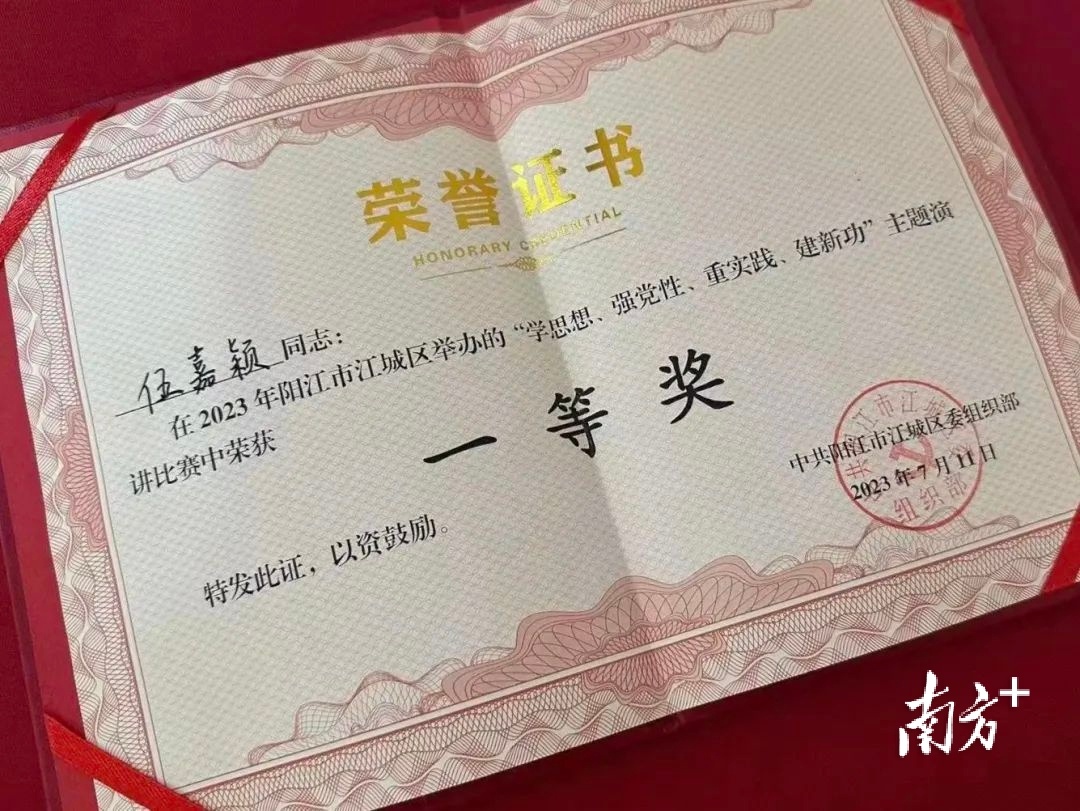 荣誉证书
HONORARY CREDENTIAL
伍嘉颖 同志：
在2023年阳江市江城区举办的“学思想、强党性、重实践、建新功”主题演
讲比赛中荣获
一等奖
特发此证，以资鼓励。
中共阳江市江城区委组织部
2023年7月11日
组织部
南方+